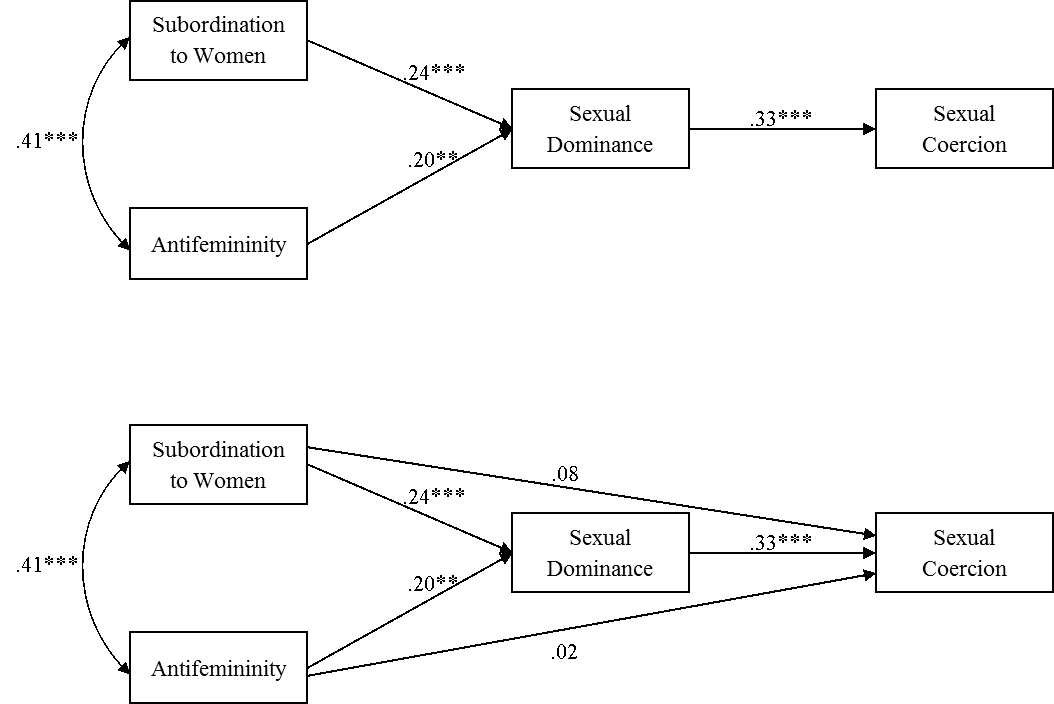 Subordination
to Women
.24***
Sexual
Dominance
.33***
Sexual
Coercion
.41***
.20**
Antifemininity
Subordination
to Women
.08
.24***
Sexual
Dominance
.33***
Sexual
Coercion
.41***
.20**
Antifemininity
.02